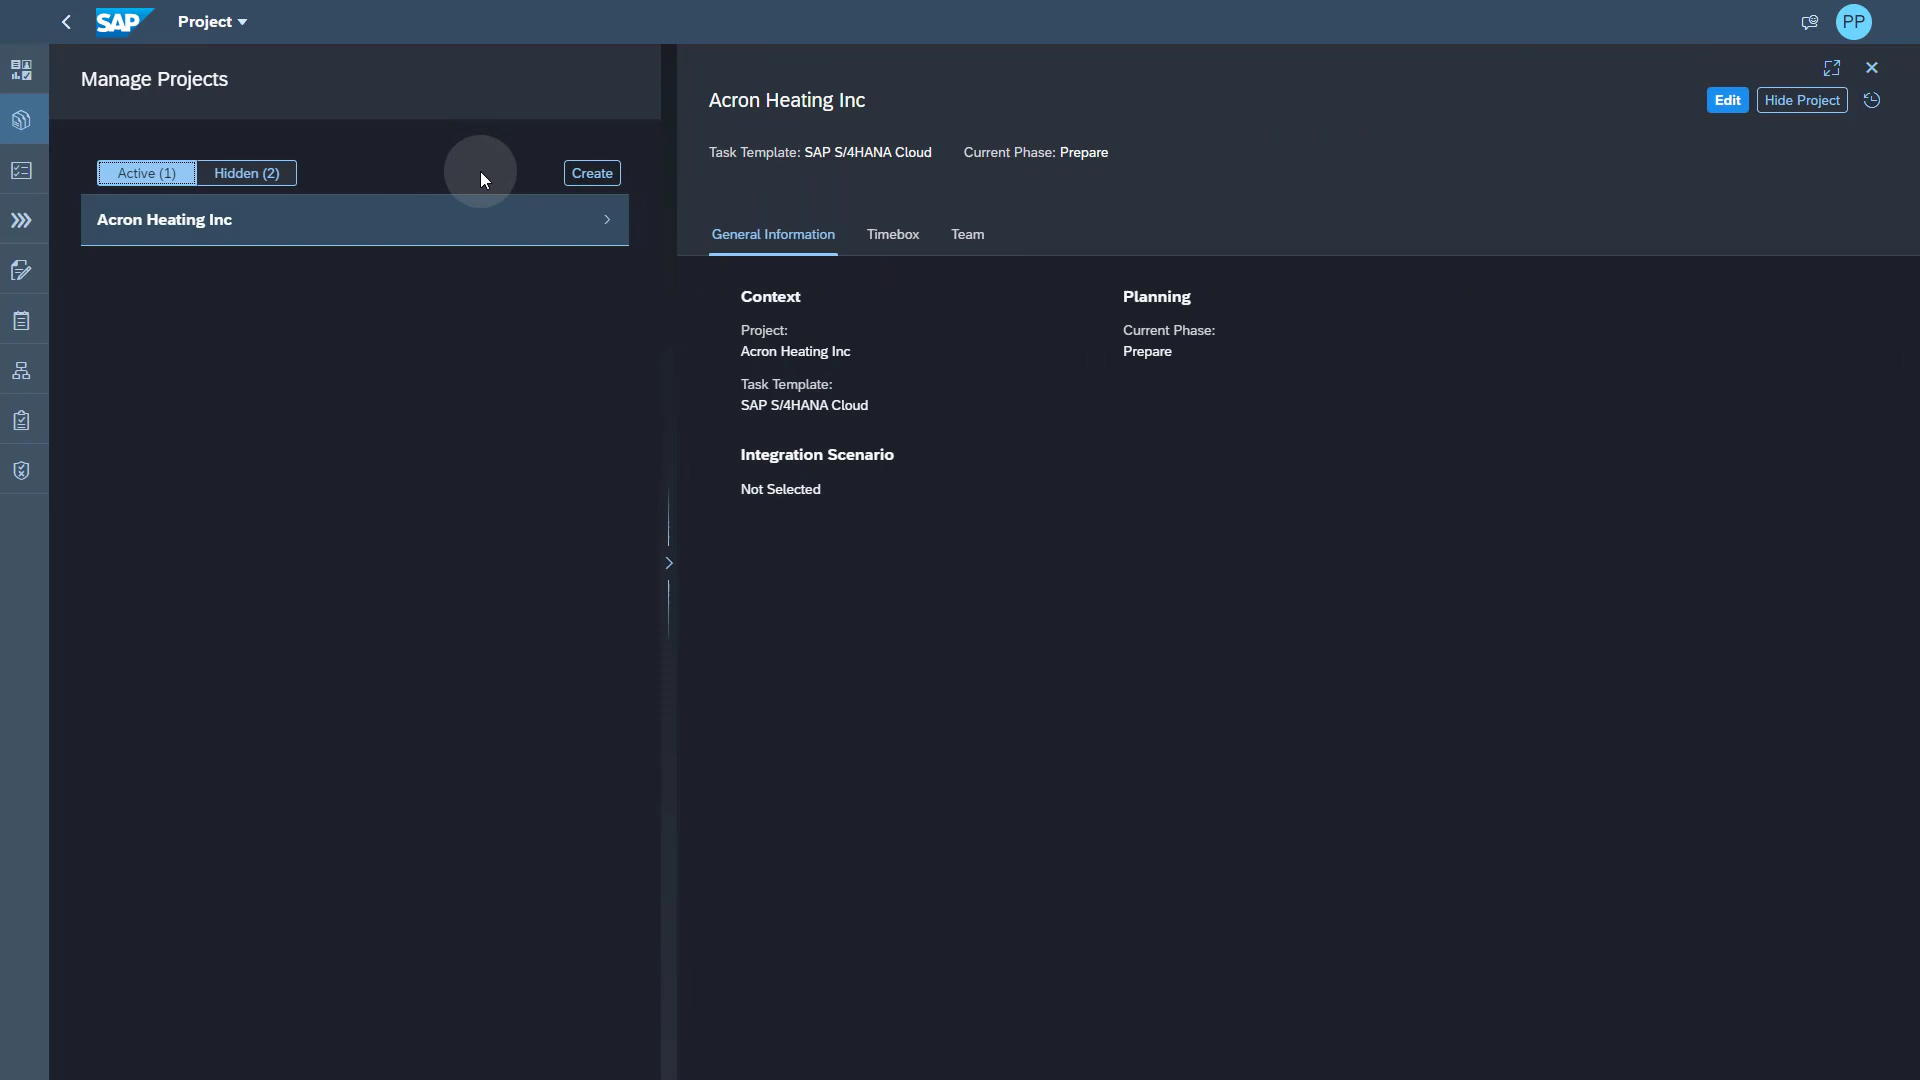 SAP
Project
PP
Manage Projects
Active (1)
Hidden (2)
Create
Acron Heating Inc
Acron Heating Inc
Edit
Hide Project
Task Template: SAP S/4HANA Cloud
Current Phase: Prepare
General Information
Timebox
Team
Context
Project:
Acron Heating Inc
Task Template:
SAP S/4HANA Cloud
Integration Scenario
Not Selected
Planning
Current Phase:
Prepare